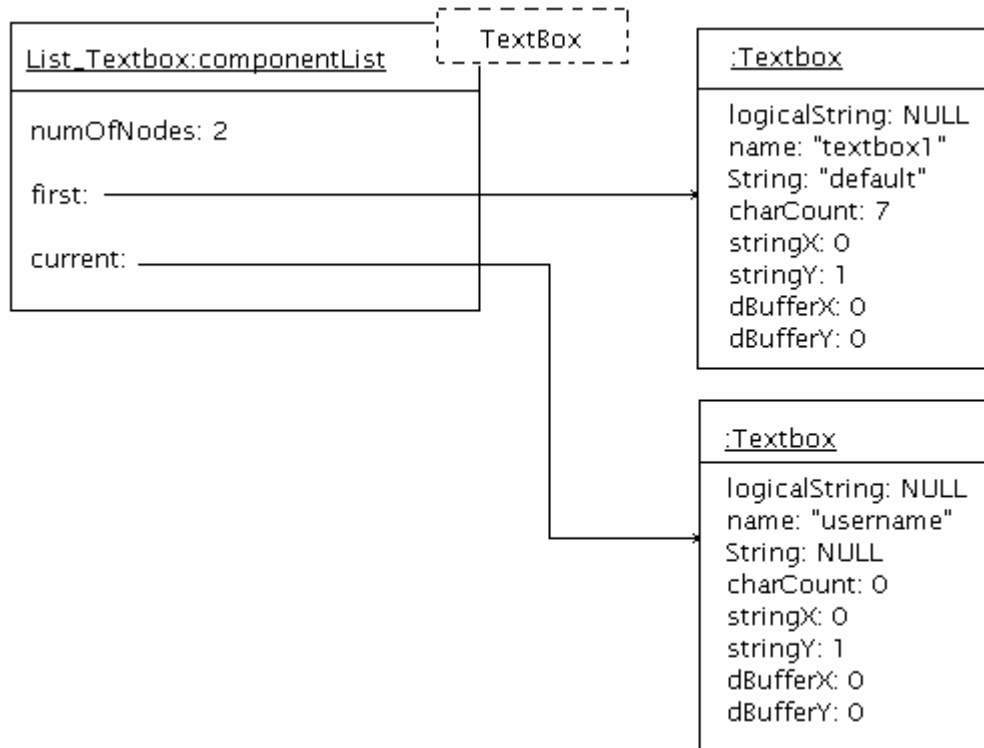 List_Textbox:componentList
TextBox
numOfNodes: 2
first:
current:
:Textbox
logicalString: NULL
name: "textbox1"
String: "default"
charCount: 7
stringX: 0
stringY: 1
dBufferX: 0
dBufferY: 0
:Textbox
logicalString: NULL
name: "username"
String: NULL
charCount: 0
stringX: 0
stringY: 1
dBufferX: 0
dBufferY: 0